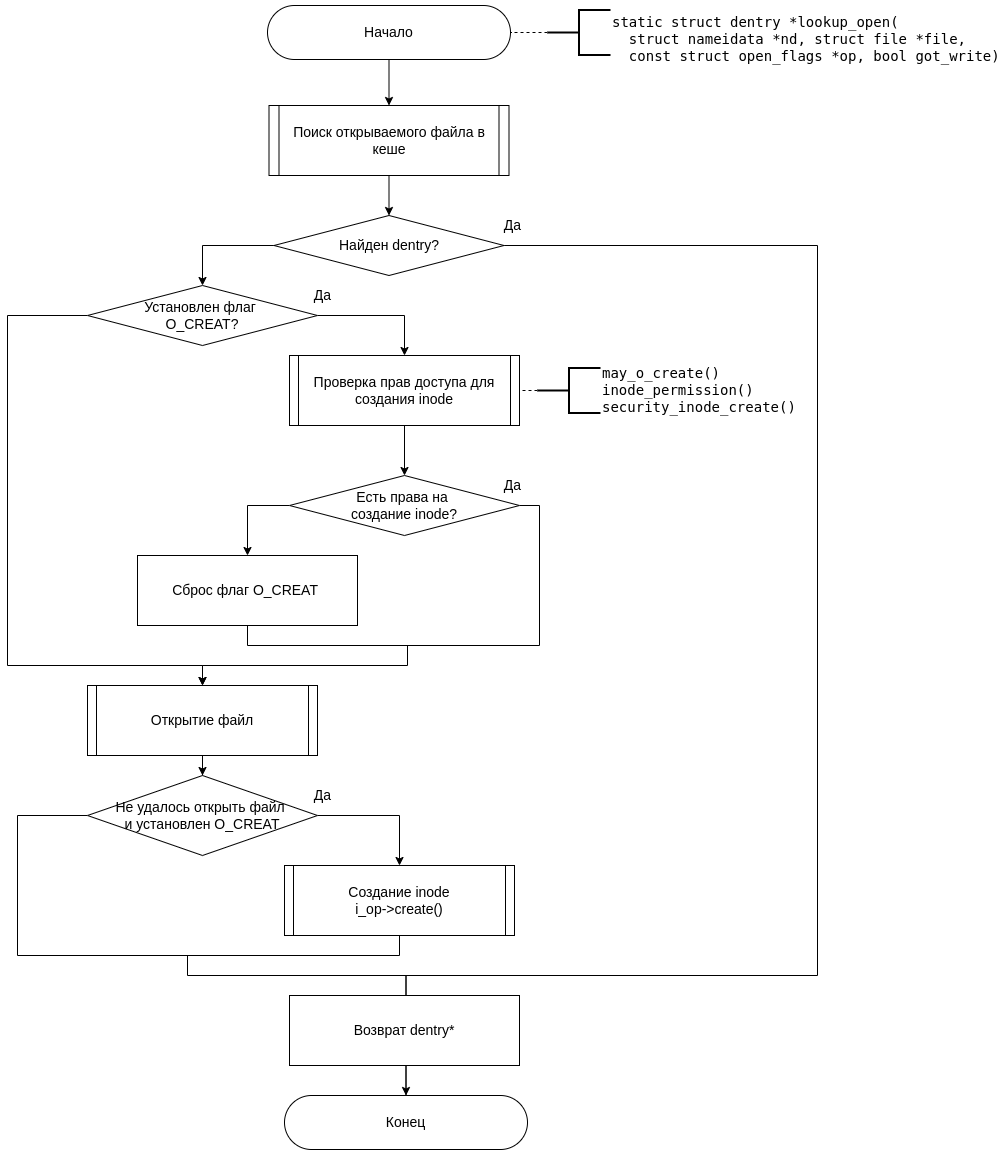 Начало
static struct dentry *lookup_open(
struct nameidata *nd, struct file *file,
const struct open_flags *op, bool got_write)
Поиск открываемого файла в
кеше
Да
Найден dentry?
Да
Установлен флаг
O_CREAT?
Проверка прав доступа для
создания inode
may_o_create()
inode_permission()
security_inode_create()
Да
Есть права на
создание inode?
Сброс флаг O_CREAT
Открытие файл
Да
Не удалось открыть файл
и установлен O_CREAT
Создание inode
i_op->create()
Возврат dentry*
Конец